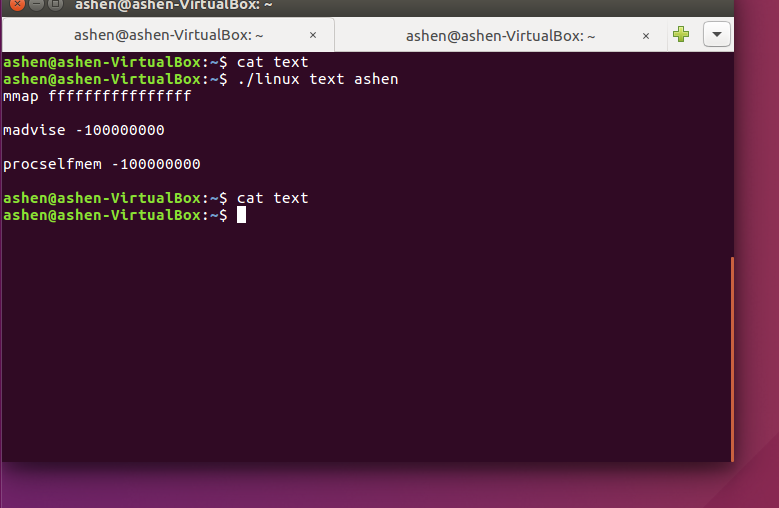 ashen@ashen-VirtualBox: ~
ashen@ashen-VirtualBox: ~ × ashen@ashen-VirtualBox: ~ ×
ashen@ashen-VirtualBox:~$ cat text
ashen@ashen-VirtualBox:~$ ./linux text ashen
mmap ffffffffffffffff
madvise -100000000
procselfmem -100000000
ashen@ashen-VirtualBox:~$ cat text
ashen@ashen-VirtualBox:~$